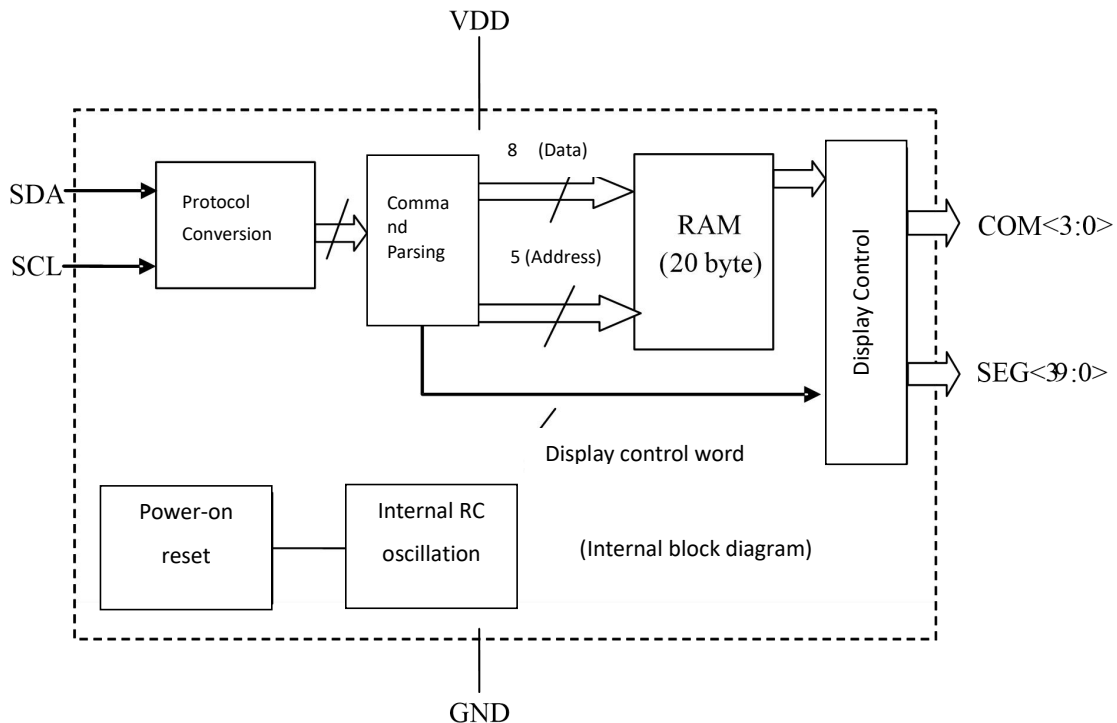 VDD
SDA
SCL
Protocol
Conversion
Comma
nd
Parsing
8 (Data)
5 (Address)
RAM
(20 byte)
Display Control
COM<3:0>
SEG<39:0>
Display control word
Power-on
reset
Internal RC
oscillation
(Internal block diagram)
GND